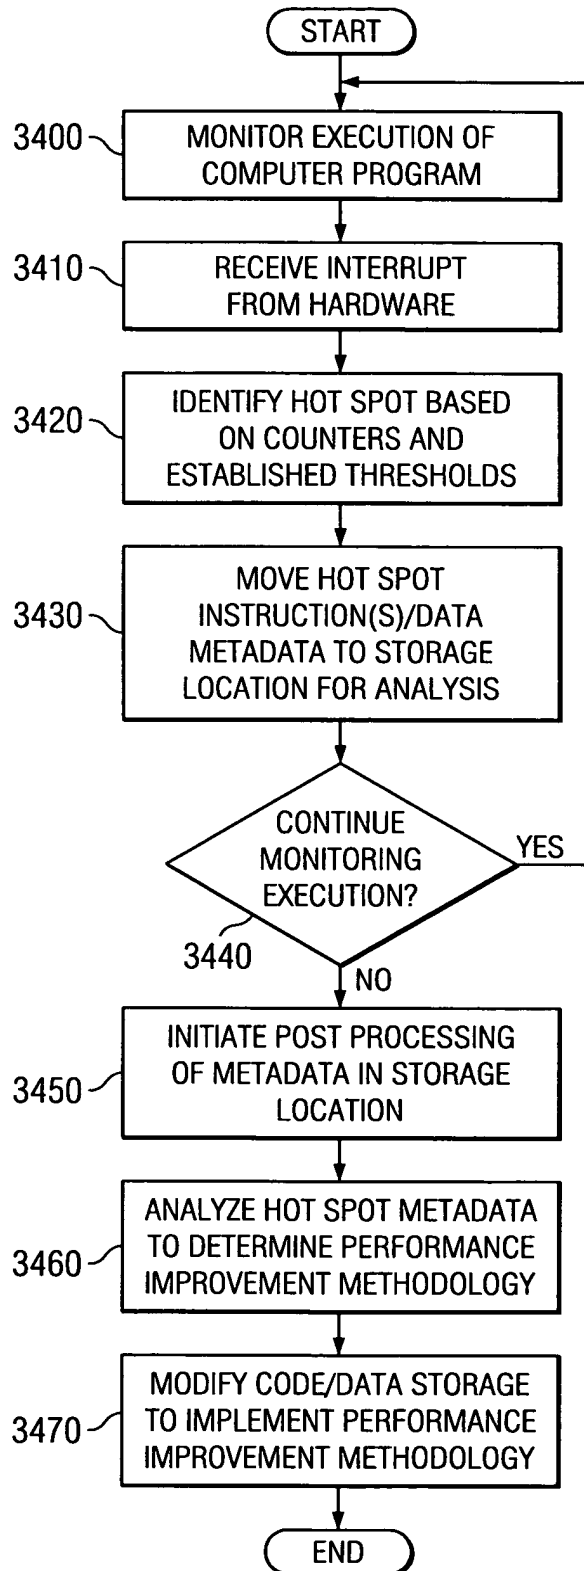 START
3400
MONITOR EXECUTION OF
COMPUTER PROGRAM
3410
RECEIVE INTERRUPT
FROM HARDWARE
3420
IDENTIFY HOT SPOT BASED
ON COUNTERS AND
ESTABLISHED THRESHOLDS
3430
MOVE HOT SPOT
INSTRUCTION(S)/DATA
METADATA TO STORAGE
LOCATION FOR ANALYSIS
CONTINUE
MONITORING
EXECUTION?
YES
3440
NO
3450
INITIATE POST PROCESSING
OF METADATA IN STORAGE
LOCATION
3460
ANALYZE HOT SPOT METADATA
TO DETERMINE PERFORMANCE
IMPROVEMENT METHODOLOGY
3470
MODIFY CODE/DATA STORAGE
TO IMPLEMENT PERFORMANCE
IMPROVEMENT METHODOLOGY
END